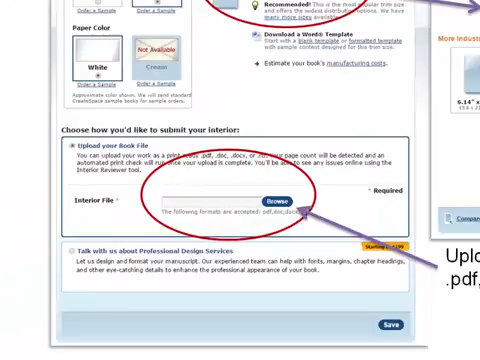 Order a Sample
Order a Sample
Recommended! This is the most popular trim size
and offers the widest distribution options. We have
many more sizes available.
Paper Color
Download a Word® Template
Start with a blank template or formatted template
with sample content designed for this trim size.
Not Available
Estimate your book's manufacturing costs.
White
Cream
Order a Sample
Approximate color shown. We will send standard
CreateSpace sample books for sample orders.
More Indust
6.14" x
Choose how you'd like to submit your interior:
Upload your Book File
You can upload your work as a print-ready .pdf, .doc, .docx, or .rtf. Your page count will be detected and an
automated print check will run once your upload is complete. You'll be able to see any issues online using the
Interior Reviewer tool.
* Required
Interior File *
Browse
The following formats are accepted: pdf,doc,docx
Compare
Talk with us about Professional Design Services
Starting at $199
Let us design and format your manuscript. Our experienced team can help with fonts, margins, chapter headings,
and other eye-catching details to enhance the professional appearance of your book.
Uplo
.pdf,
Save